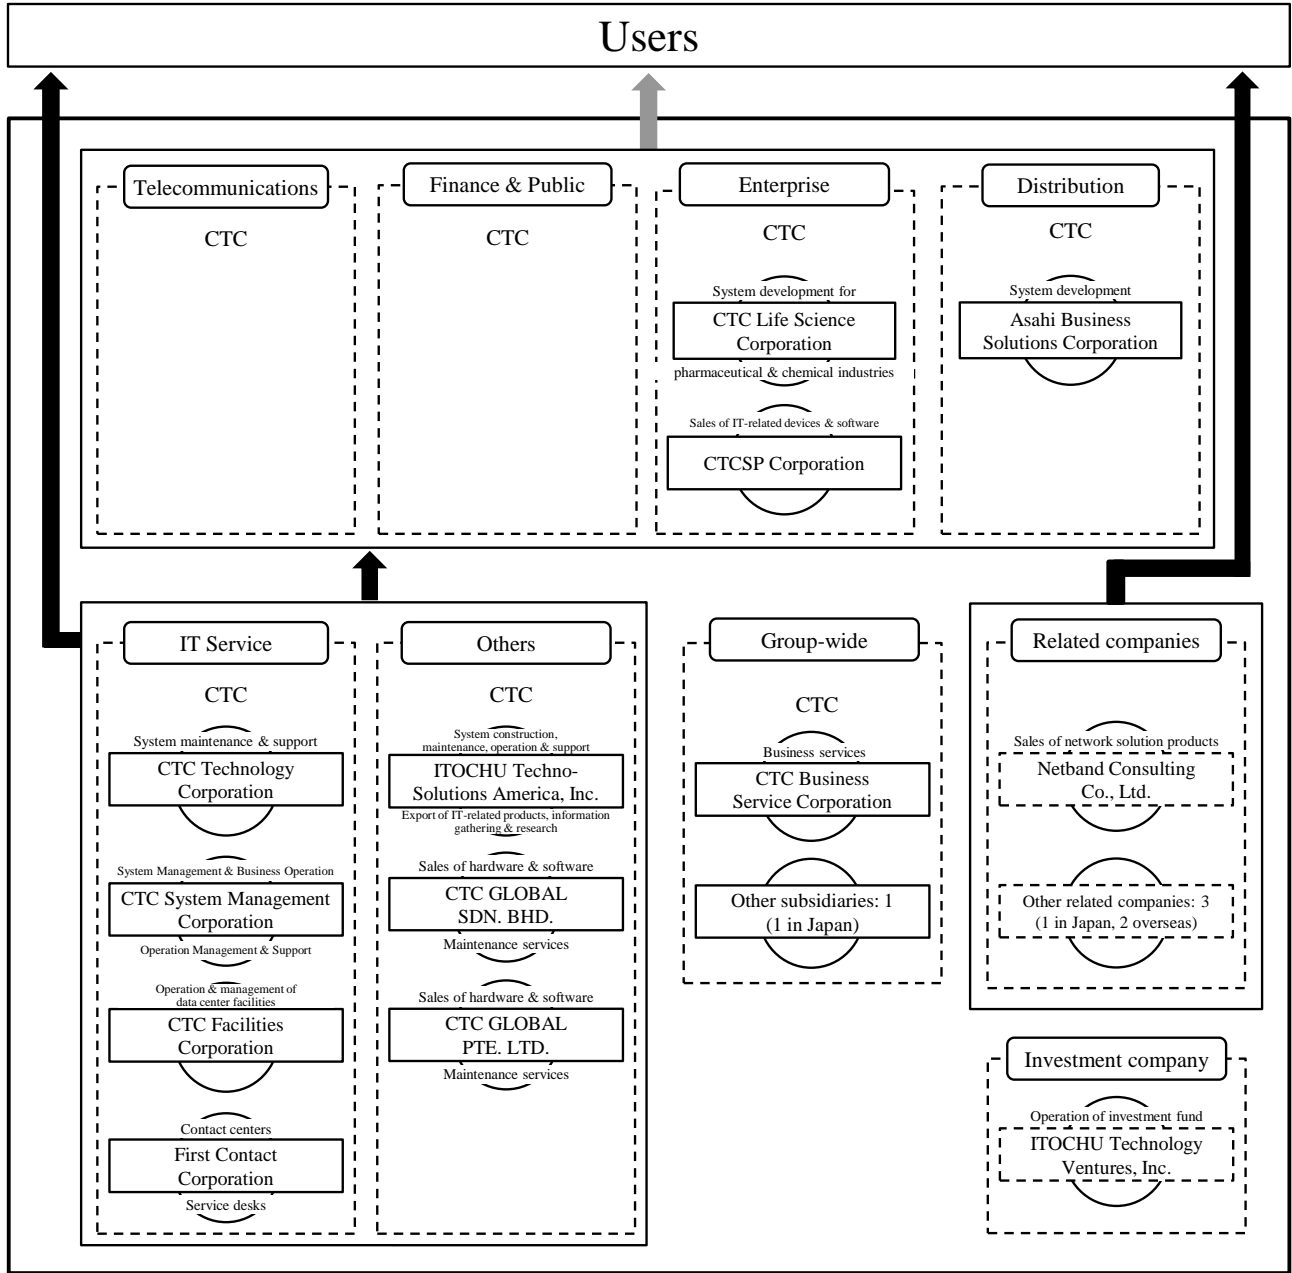 Users
Telecommunications
CTC
Finance & Public
CTC
Enterprise
CTC
System development for
CTC Life Science
Corporation
pharmaceutical & chemical industries
Sales of IT-related devices & software
CTCSP Corporation
Distribution
CTC
System development
Asahi Business
Solutions Corporation
IT Service
CTC
System maintenance & support
CTC Technology
Corporation
System Management & Business Operation
CTC System Management
Corporation
Operation Management & Support
Operation & management of
data center facilities
CTC Facilities
Corporation
Contact centers
First Contact
Corporation
Service desks
Others
CTC
System construction,
maintenance, operation & support
ITOCHU Techno-
Solutions America, Inc.
Export of IT-related products, information
gathering & research
Sales of hardware & software
CTC GLOBAL
SDN. BHD.
Maintenance services
Sales of hardware & software
CTC GLOBAL
PTE. LTD.
Maintenance services
Group-wide
CTC
Business services
CTC Business
Service Corporation
Other subsidiaries: 1
(1 in Japan)
Related companies
Sales of network solution products
Netband Consulting
Co., Ltd.
Other related companies: 3
(1 in Japan, 2 overseas)
Investment company
Operation of investment fund
ITOCHU Technology
Ventures, Inc.